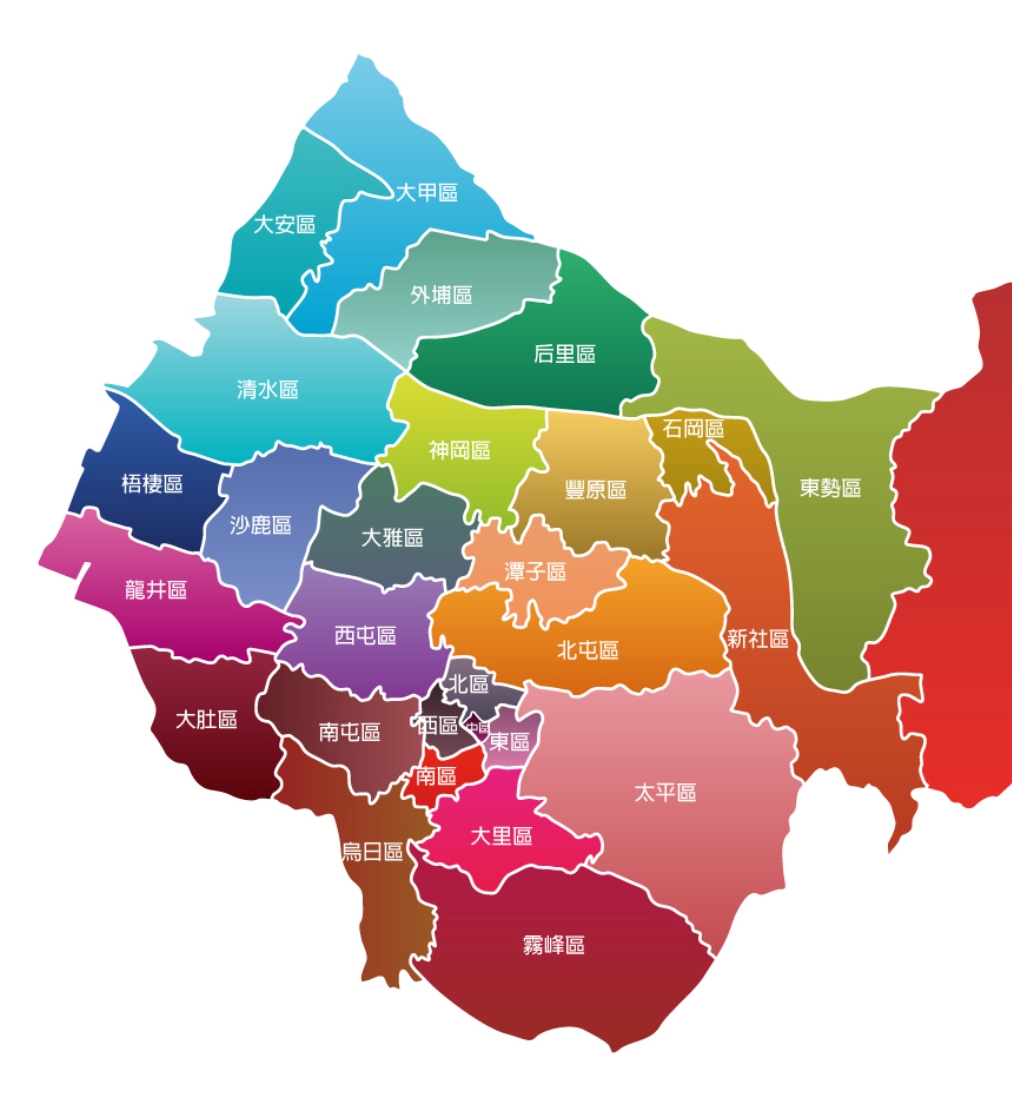 大甲區
大安區
外埔區
后里區
清水區
石岡區
神岡區
梧棲區
豐原區
東勢區
沙鹿區
大雅區
潭子區
龍井區
西屯區
新社區
北屯區
北區
大肚區
西區
中區
南屯區
東區
南區
太平區
大里區
烏日區
霧峰區